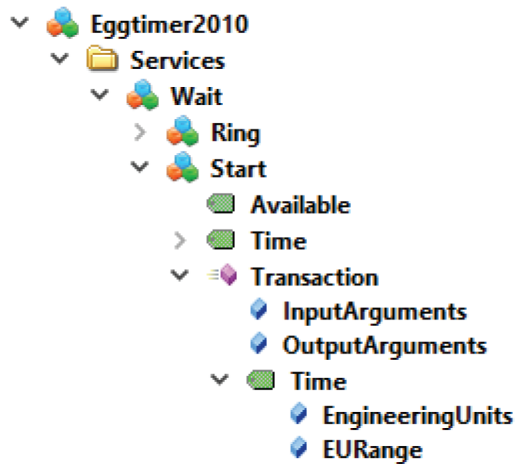 Eggtimer2010
Services
Wait
Ring
Start
Available
Time
Transaction
InputArguments
OutputArguments
Time
EngineeringUnits
EURange